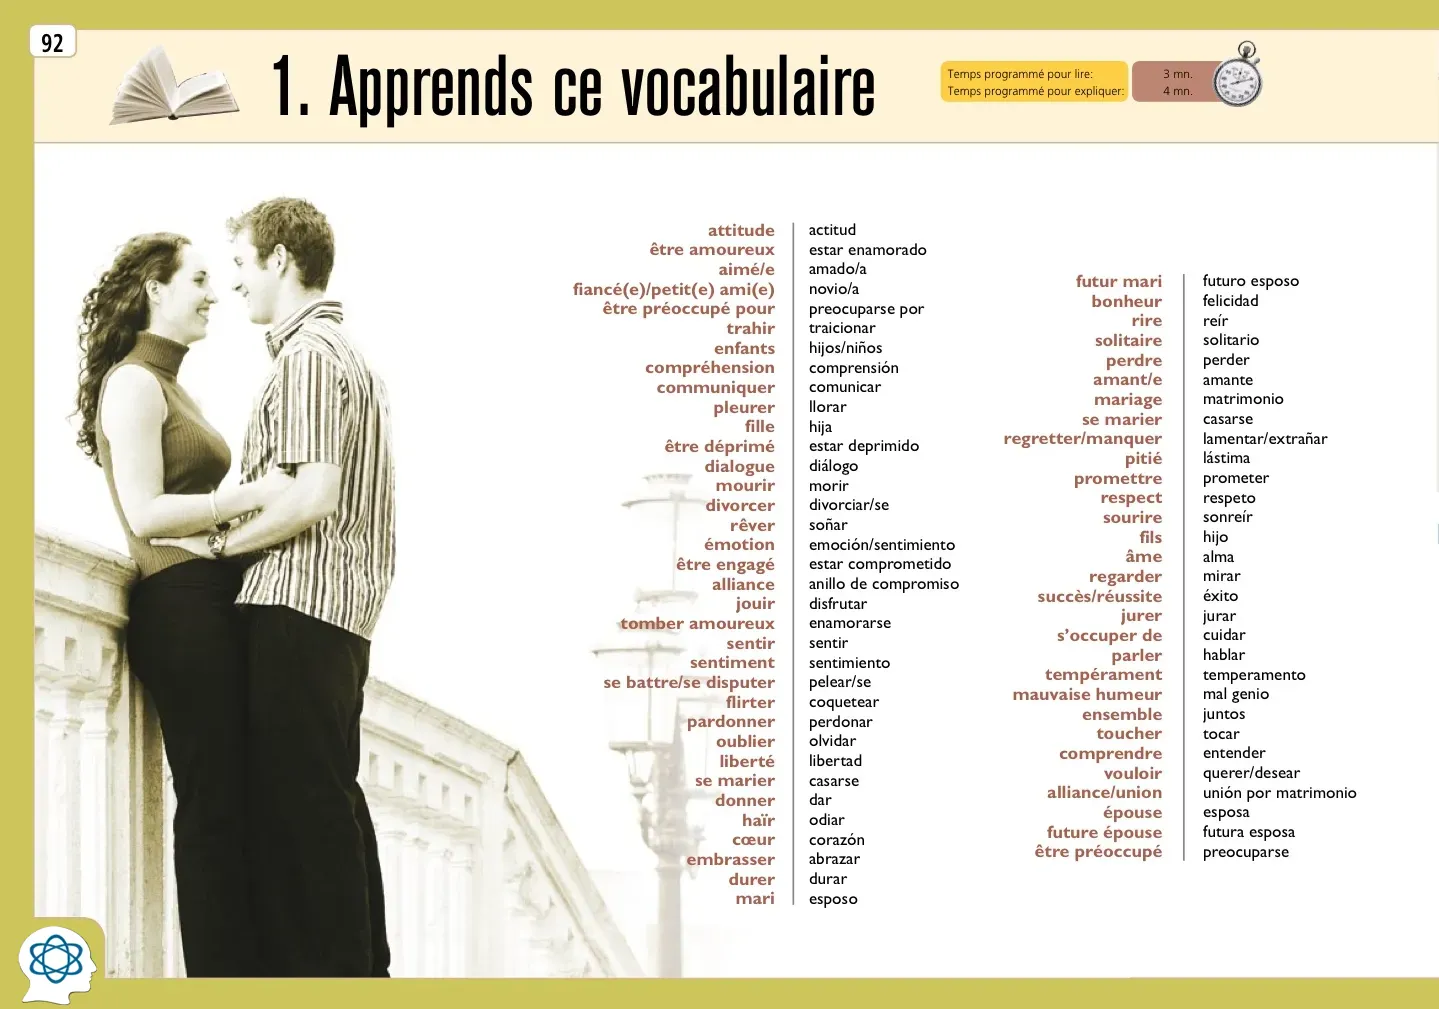 92
1. Apprends ce vocabulaire
Temps programmé pour lire: 3 mn.
Temps programmé pour expliquer: 4 mn.
attitude actitud
être amoureux estar enamorado
aimé/e amado/a
fiancé(e)/petit(e) ami(e) novio/a
être préoccupé pour preocuparse por
trahir traicionar
enfants hijos/niños
compréhension comprensión
communiquer comunicar
pleurer llorar
fille hija
être déprimé estar deprimido
dialogue diálogo
mourir morir
divorcer divorciar/se
rêver soñar
émotion emoción/sentimiento
être engagé estar comprometido
alliance anillo de compromiso
jouir disfrutar
tomber amoureux enamorarse
sentir sentir
sentiment sentimiento
se battre/se disputer pelear/se
flirter coquetear
pardonner perdonar
oublier olvidar
liberté libertad
se marier casarse
donner dar
haïr odiar
cœur corazón
embrasser abrazar
durer durar
mari esposo
futur mari futuro esposo
bonheur felicidad
rire reír
solitaire solitario
perdre perder
amant/e amante
mariage matrimonio
se marier casarse
regretter/manquer lamentar/extrañar
pitié lástima
promettre prometer
respect respeto
sourire sonreír
fils hijo
âme alma
regarder mirar
succès/réussite éxito
jurer jurar
s'occuper de cuidar
parler hablar
tempérament temperamento
mauvaise humeur mal genio
ensemble juntos
toucher tocar
comprendre entender
vouloir querer/desear
alliance/union unión por matrimonio
épouse esposa
future épouse futura esposa
être préoccupé preocuparse